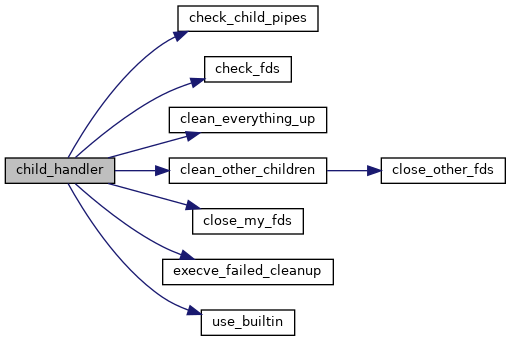 check_child_pipes
check_fds
clean_everything_up
child_handler
clean_other_children
close_other_fds
close_my_fds
execve_failed_cleanup
use_builtin